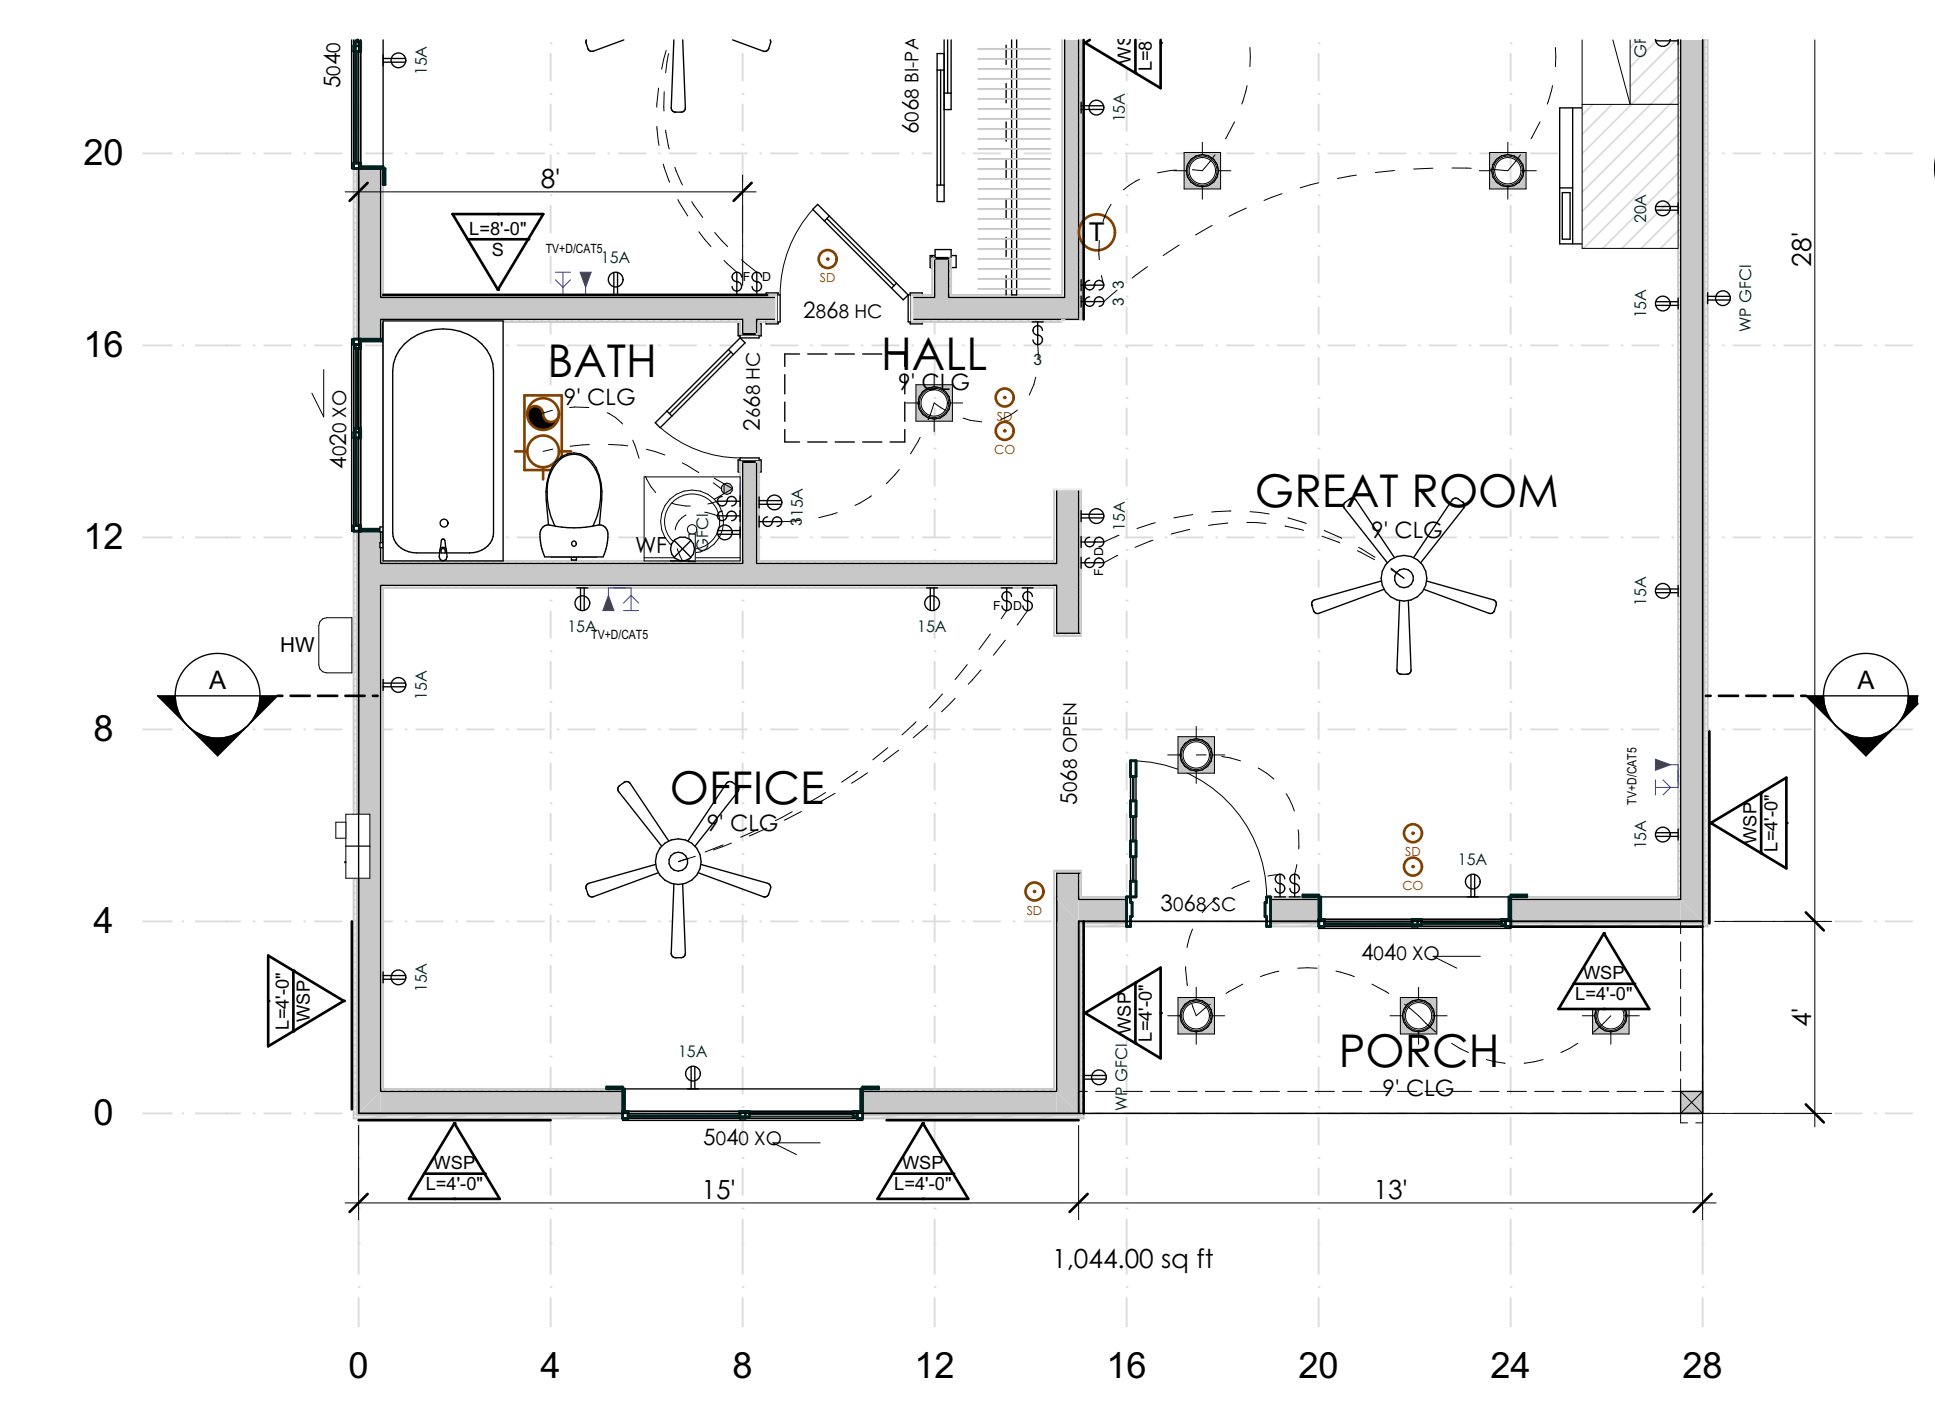 5040
15A
6068 BI-PA
L=8'
15A
GF
20
8'
L=8'-0"
S
TV+D/CAT5
15A
S F S D
SD
2868 HC
T
SS
3 3
20A
15A
WP GFCI
28'
16
BATH
9' CLG
4020 XO
2668 HC
HALL
9' CLG
S
3
SD
CO
GREAT ROOM
9' CLG
12
WF
GFCI
SS
15A
S
3
15A
S
S
F D
15A
TV+D/CAT5
15A
F S D S
15A
HW
A
15A
A
8
5068 OPEN
OFFICE
9' CLG
TV+D/CAT5
15A
WSP
L=4'-0"
SD
CO
15A
SD
SS
4
3068 SC
4040 XO
15A
L=4'-0"
WSP
WSP
L=4'-0"
WSP
L=4'-0"
4'
PORCH
9' CLG
15A
WP GFCI
0
5040 XO
WSP
L=4'-0"
WSP
L=4'-0"
15'
13'
1,044.00 sq ft
0 4 8 12 16 20 24 28